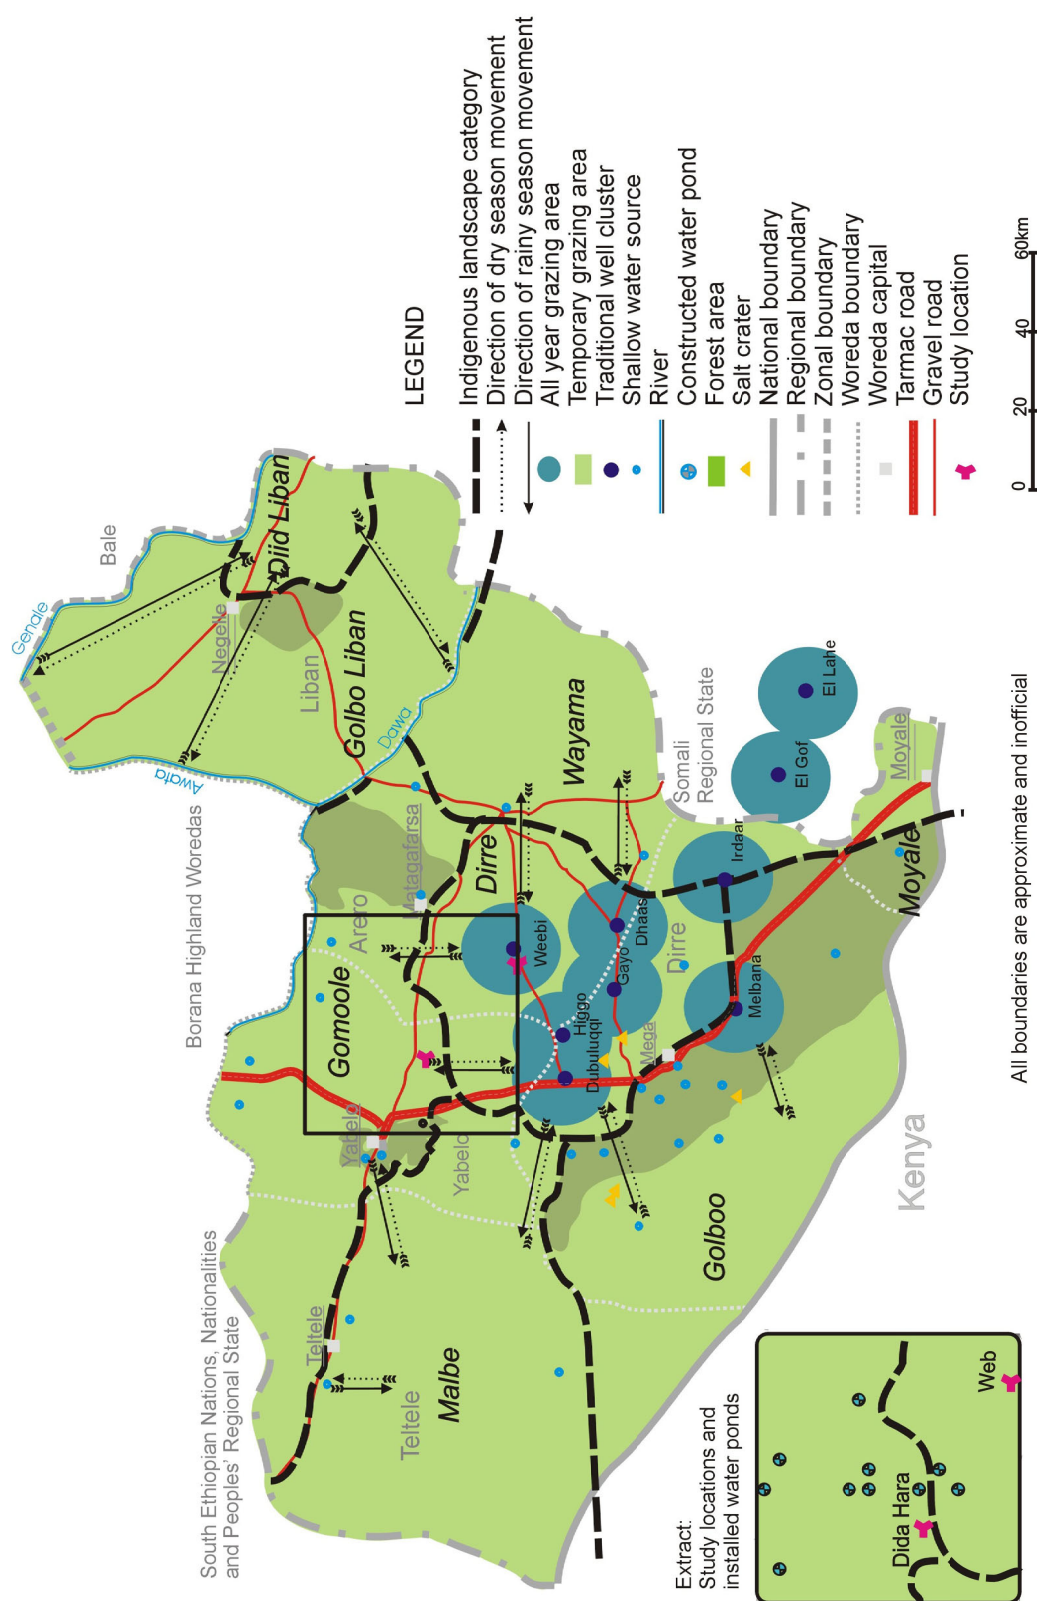 South Ethiopian Nations, Nationalities
and Peoples' Regional State
Borana Highland Woredas
Bale
Genale
Awata
Dawa
Negelle
Liban
Diid Liban
Golbo Liban
Wayama
Matagafarsa
Arero
Dirre
Gomoole
Yabelo
Yabelo
Teltele
Teltele
Malbe
Golboo
Weebi
Higgo
Dubuluqqi
Gayo
Dhaas
Dirre
Mega
Melbana
Irdaar
El Gof
El Lahe
Somali
Regional State
Moyale
Moyale
Kenya
LEGEND
Indigenous landscape category
Direction of dry season movement
Direction of rainy season movement
All year grazing area
Temporary grazing area
Traditional well cluster
Shallow water source
River
Constructed water pond
Forest area
Salt crater
National boundary
Regional boundary
Zonal boundary
Woreda boundary
Woreda capital
Tarmac road
Gravel road
Study location
0 20 40 60km
All boundaries are approximate and inofficial
Extract:
Study locations and
installed water ponds
Dida Hara
Web